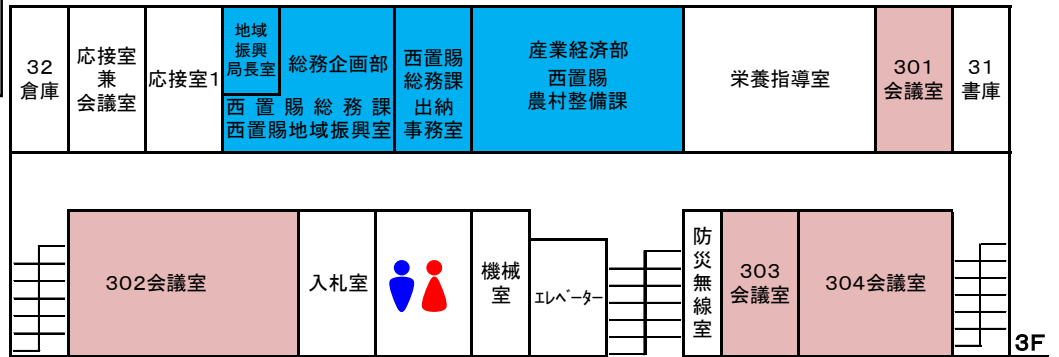 32
倉庫
応接室
兼
会議室
応接室1
地域
振興
局長室
総務企画部
西置賜総務課
西置賜地域振興室
西置賜
総務課
出納
事務室
産業経済部
西置賜
農村整備課
栄養指導室
301
会議室
31
書庫
302会議室
入札室
機械
室
エレベーター
防
災
無
線
室
303
会議室
304会議室
3F